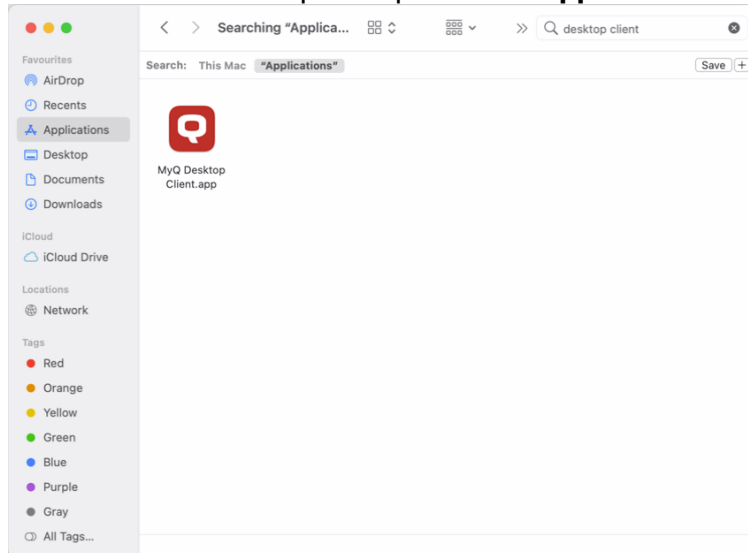 Searching “Applica...
desktop client
Favourites
AirDrop
Recents
Applications
Desktop
Documents
Downloads
iCloud
iCloud Drive
Locations
Network
Tags
Red
Orange
Yellow
Green
Blue
Purple
Gray
All Tags...
Search: This Mac “Applications” Save +
MyQ Desktop
Client.app